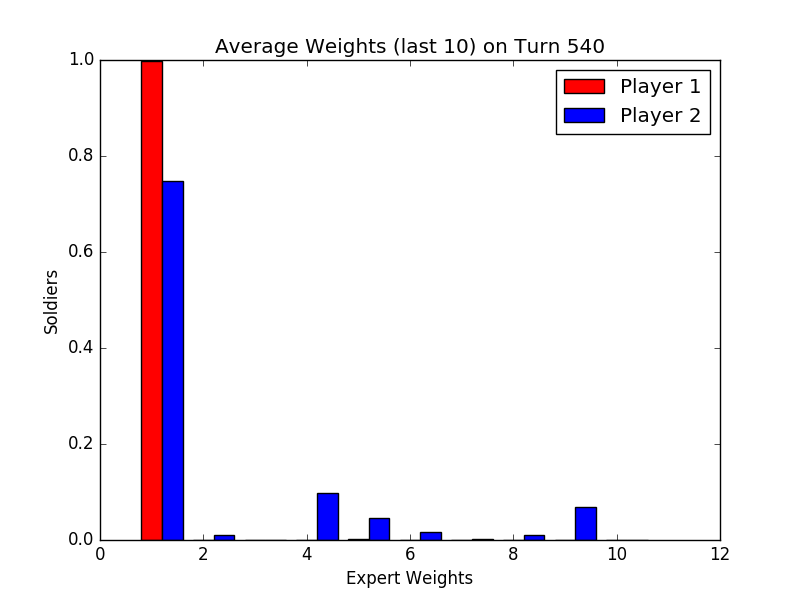 Average Weights (last 10) on Turn 540
Player 1
Player 2
1.0
0.8
0.6
0.4
0.2
0.0
Soldiers
0 2 4 6 8 10 12
Expert Weights